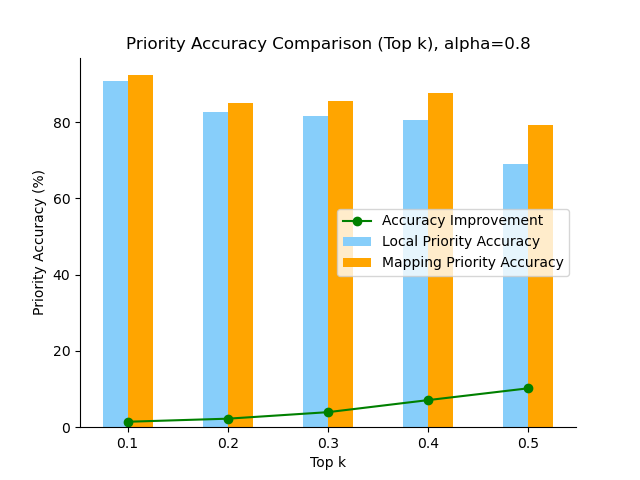 Priority Accuracy Comparison (Top k), alpha=0.8
Priority Accuracy (%)
80
60
40
20
0
Accuracy Improvement
Local Priority Accuracy
Mapping Priority Accuracy
0.1 0.2 0.3 0.4 0.5
Top k